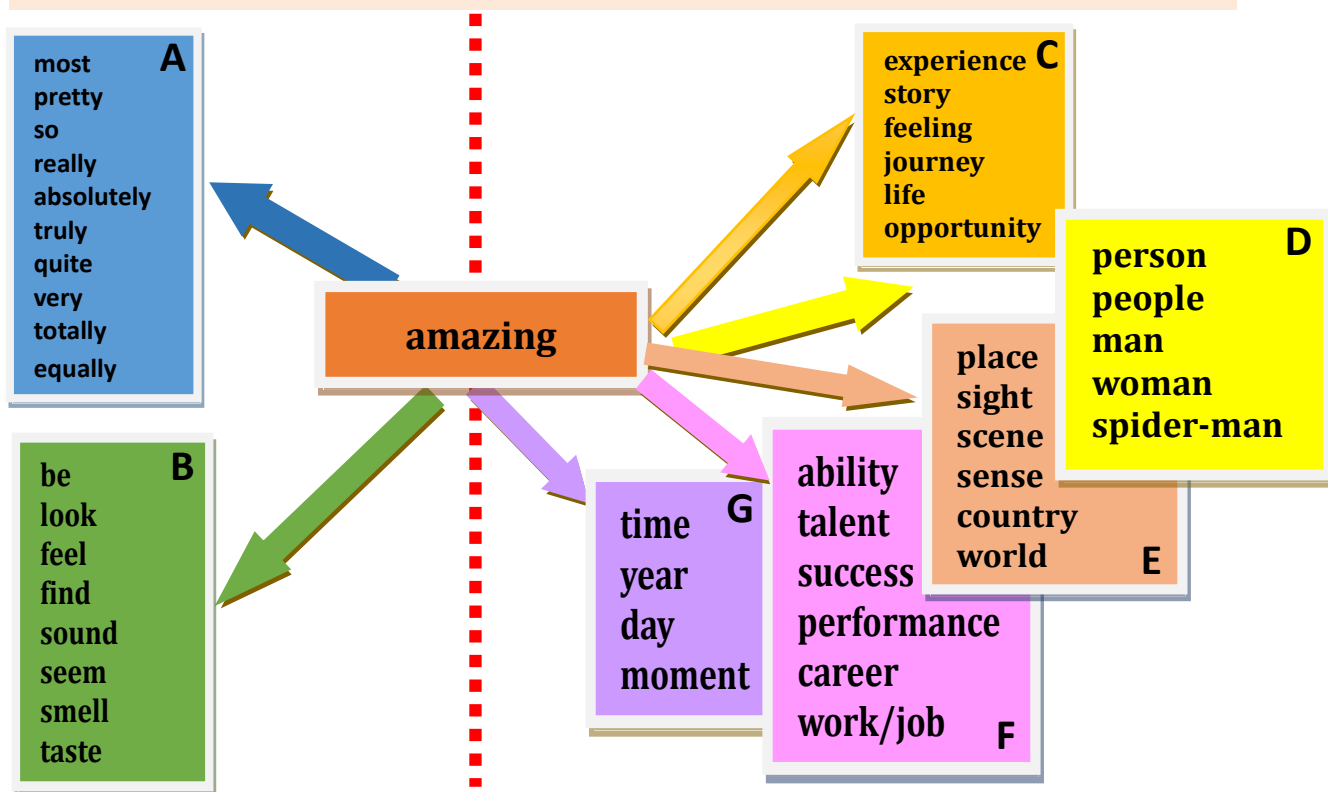 A
most
pretty
so
really
absolutely
truly
quite
very
totally
equally
B
be
look
feel
find
sound
seem
smell
taste
amazing
C
experience
story
feeling
journey
life
opportunity
D
person
people
man
woman
spider-man
place
sight
scene
sense
country
world
E
ability
talent
success
performance
career
work/job
F
G
time
year
day
moment